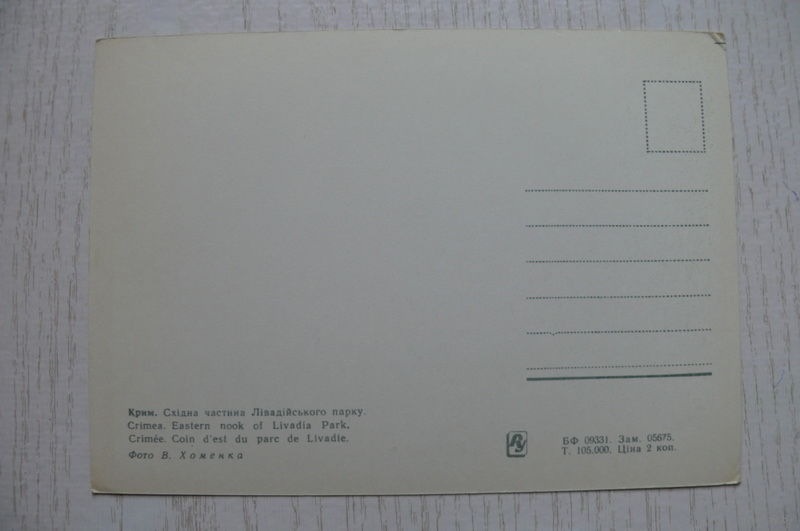 Крим. Східна частина Лівадійського парку.
Crimea. Eastern nook of Livadia Park.
Crimée. Coin d'est du parc de Livadie.
Фото В. Хоменка
БФ 09331. Зам. 05675.
Т. 105.000. Ціна 2 коп.